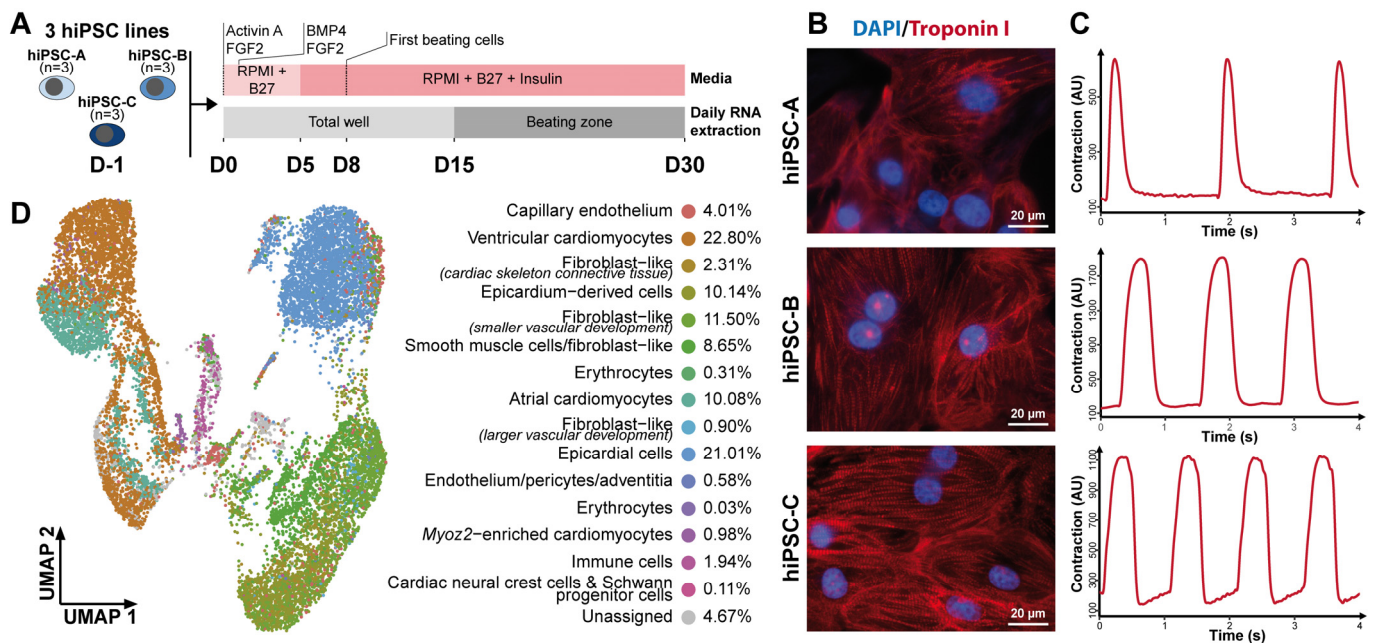 A
3 hiPSC lines
hiPSC-A
(n=3)
hiPSC-B
(n=3)
hiPSC-C
(n=3)
D-1
Activin A
FGF2
BMP4
FGF2
First beating cells
RPMI +
B27
RPMI + B27 + Insulin
Media
Total well
Beating zone
Daily RNA
extraction
D0
D5
D8
D15
D30
B
DAPI/Troponin I
hiPSC-A
20 µm
hiPSC-B
20 µm
hiPSC-C
20 µm
C
Contraction (AU)
100
300
500
0
1
2
3
4
Time (s)
Contraction (AU)
100
500
900
1300
1700
0
1
2
3
4
Time (s)
Contraction (AU)
100
300
500
700
900
1100
0
1
2
3
4
Time (s)
D
UMAP 2
UMAP 1
Capillary endothelium 4.01%
Ventricular cardiomyocytes 22.80%
Fibroblast−like 2.31%
(cardiac skeleton connective tissue)
Epicardium−derived cells 10.14%
Fibroblast−like 11.50%
(smaller vascular development)
Smooth muscle cells/fibroblast−like 8.65%
Erythrocytes 0.31%
Atrial cardiomyocytes 10.08%
Fibroblast−like 0.90%
(larger vascular development)
Epicardial cells 21.01%
Endothelium/pericytes/adventitia 0.58%
Erythrocytes 0.03%
Myoz2−enriched cardiomyocytes 0.98%
Immune cells 1.94%
Cardiac neural crest cells & Schwann
progenitor cells 0.11%
Unassigned 4.67%